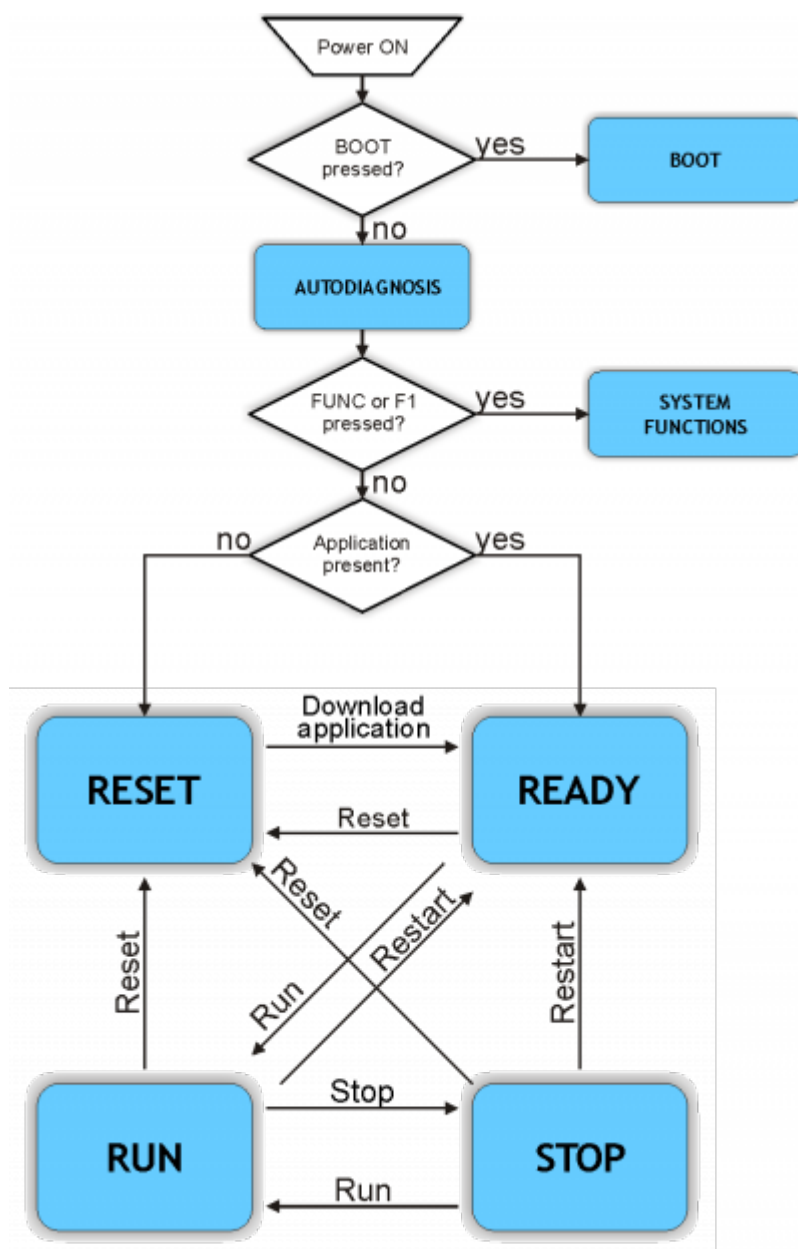 Power ON
BOOT
pressed?
yes
BOOT
no
AUTODIAGNOSIS
FUNC or F1
pressed?
yes
SYSTEM
FUNCTIONS
no
no
Application
present?
yes
RESET
Download
application
READY
Reset
Reset
Restart
Reset
Run
Restart
RUN
Stop
STOP
Run